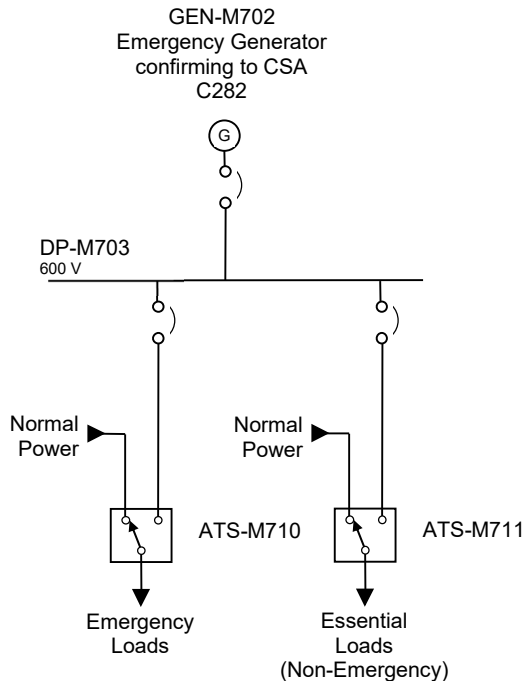 GEN-M702
Emergency Generator
confirming to CSA
C282
G
DP-M703
600 V
Normal
Power
Normal
Power
ATS-M710
ATS-M711
Emergency
Loads
Essential
Loads
(Non-Emergency)